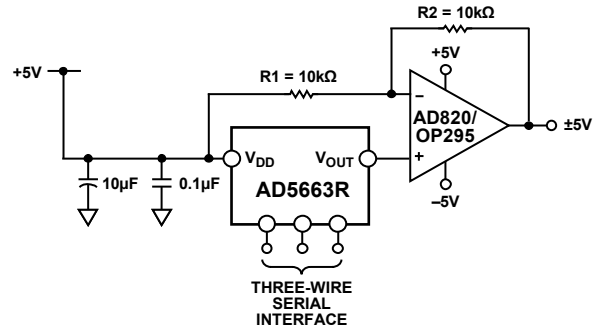 R2 = 10kΩ
+5V
R1 = 10kΩ
+5V
–
AD820/
OP295
±5V
+
–5V
10µF
0.1µF
VDD
VOUT
AD5663R
THREE-WIRE
SERIAL
INTERFACE